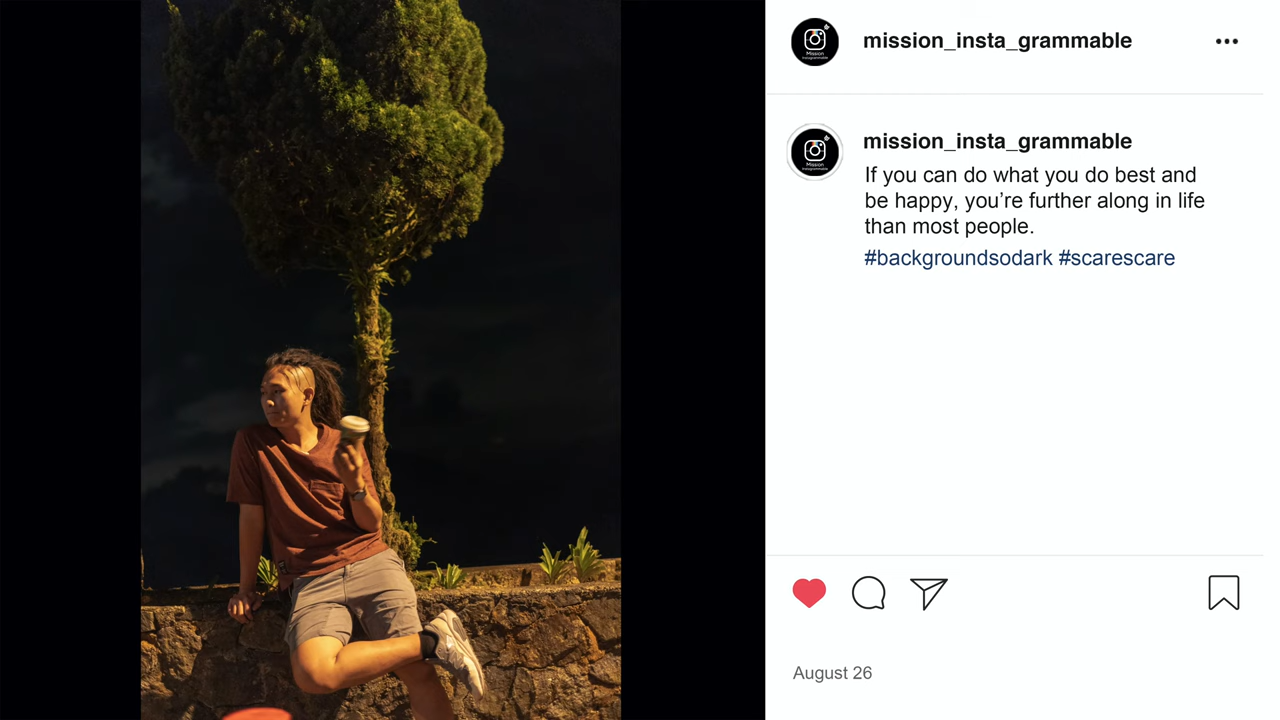 mission_insta_grammable
mission_insta_grammable
If you can do what you do best and
be happy, you’re further along in life
than most people.
#backgroundsodark #scarescare
August 26